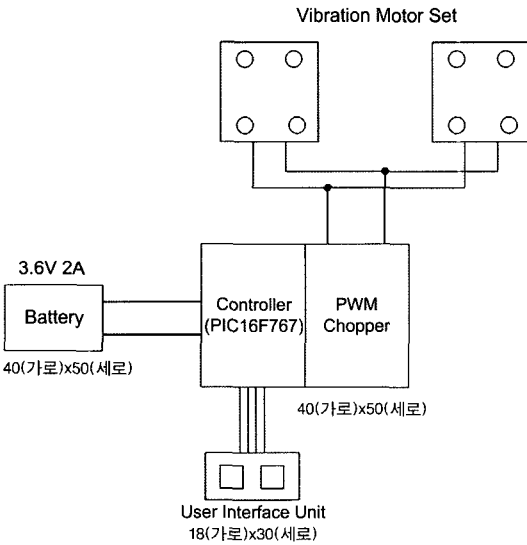 Vibration Motor Set
3.6V 2A
Battery
40(가로)x50(세로)
Controller
(PIC16F767)
PWM
Chopper
40(가로)x50(세로)
User Interface Unit
18(가로)x30(세로)